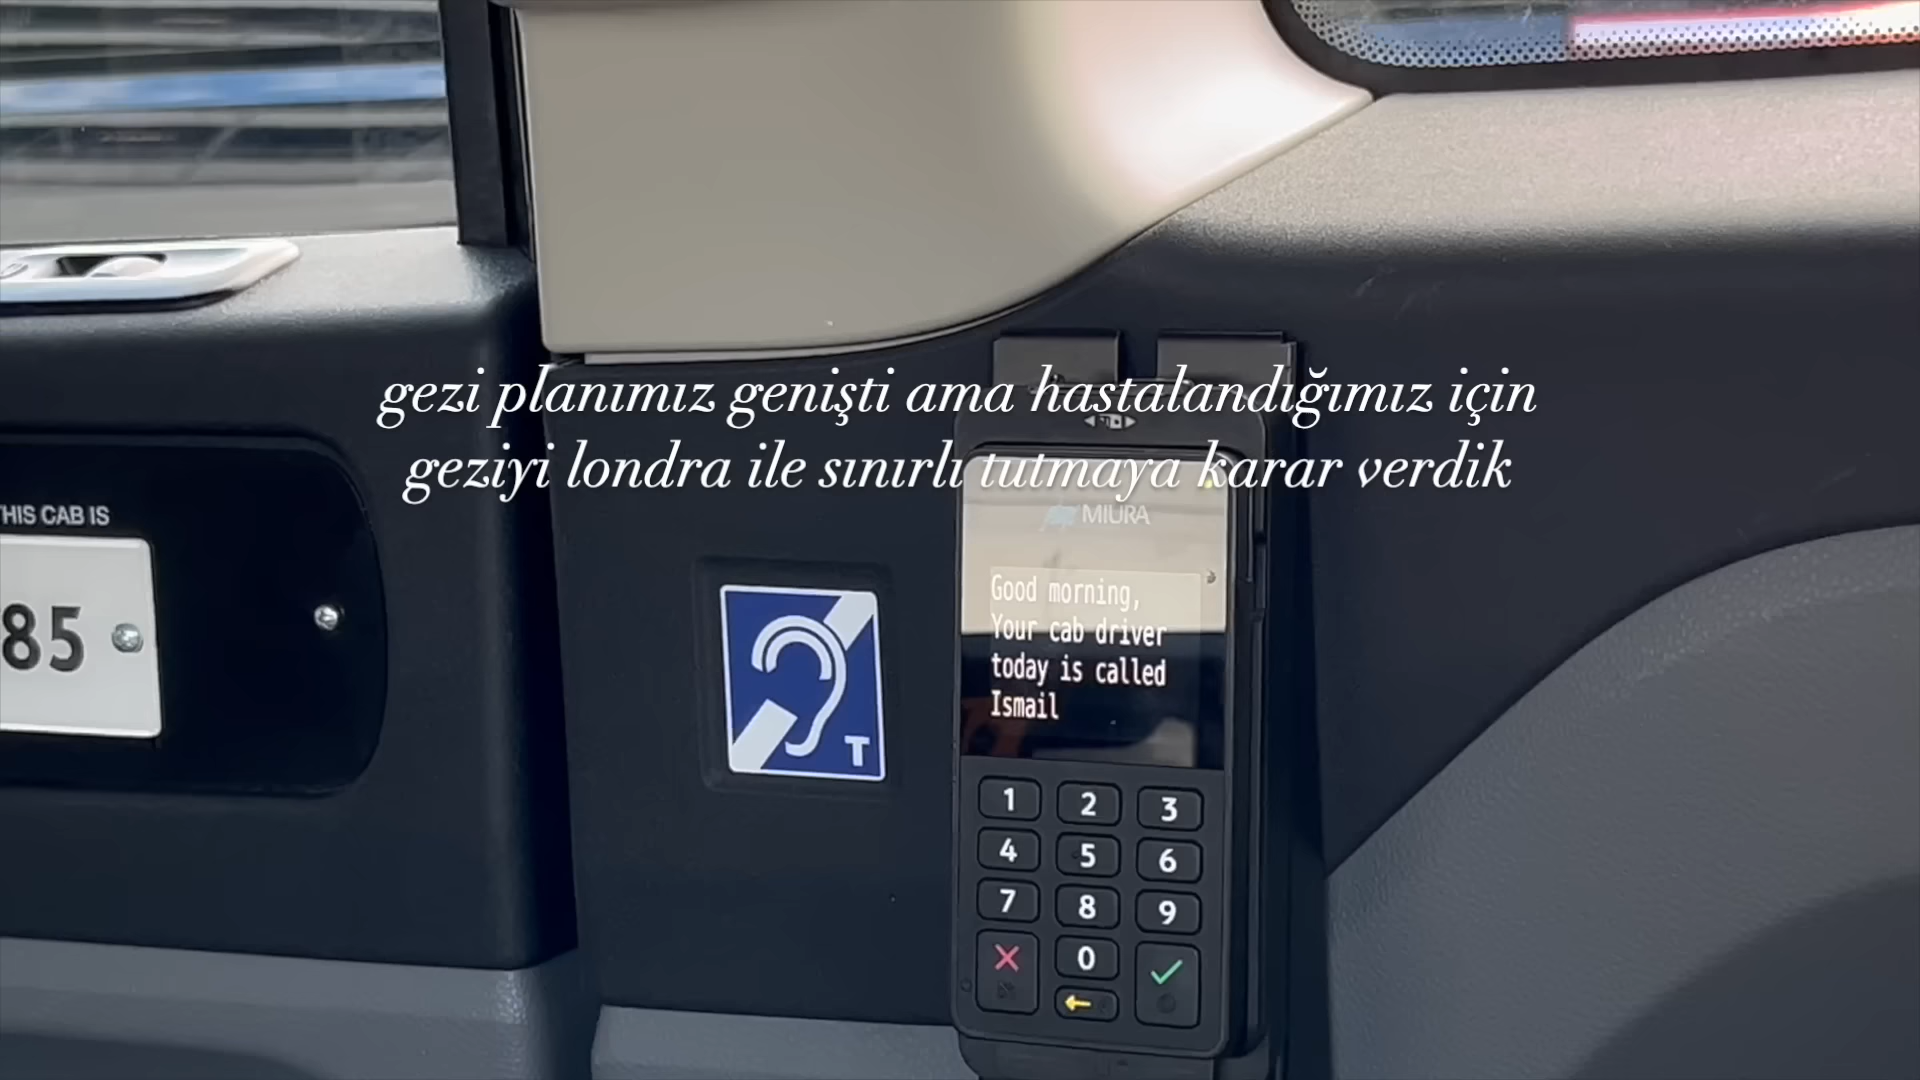 gezi planımız genişti ama hastalandığımız için
geziyi londra ile sınırlı tutmaya karar verdik
THIS CAB IS
85
MIURA
Good morning,
Your cab driver
today is called
Ismail
T
1 2 3
4 5 6
7 8 9
0